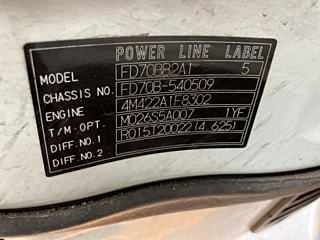 POWER LINE LABEL
MODEL FD70BB2A1 5
CHASSIS NO. FD70B-540509
ENGINE 4M422A11-8302
T/M·OPT. M026S5A007 1YF
DIFF.NO.1 R015T20022(4 625)
DIFF.NO.2